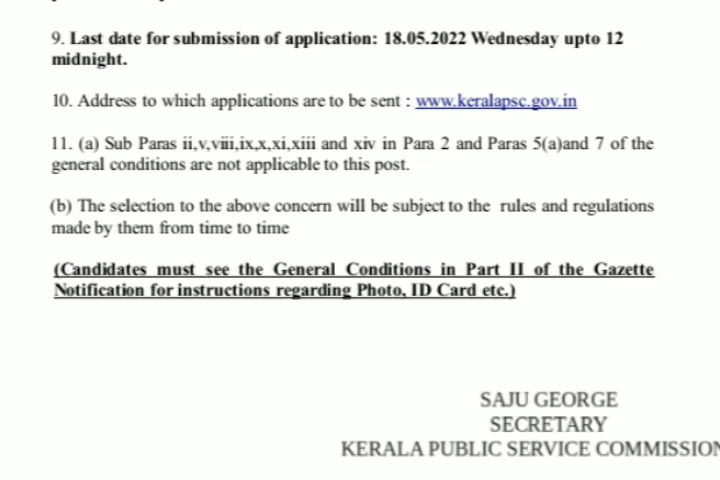 9. Last date for submission of application: 18.05.2022 Wednesday upto 12
midnight.
10. Address to which applications are to be sent : www.keralapsc.gov.in
11. (a) Sub Paras ii,v,viii,ix,x,xi,xiii and xiv in Para 2 and Paras 5(a)and 7 of the
general conditions are not applicable to this post.
(b) The selection to the above concern will be subject to the rules and regulations
made by them from time to time
(Candidates must see the General Conditions in Part II of the Gazette
Notification for instructions regarding Photo, ID Card etc.)
SAJU GEORGE
SECRETARY
KERALA PUBLIC SERVICE COMMISSION